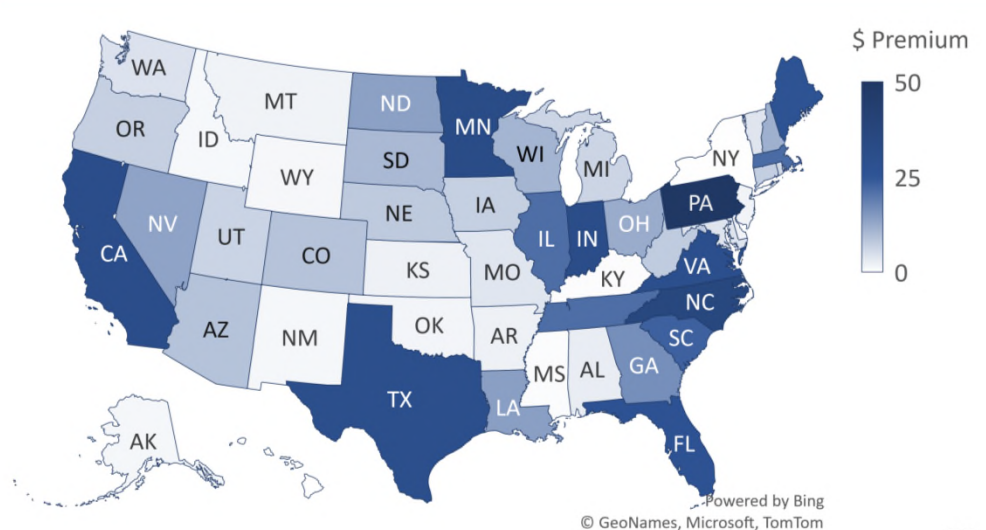 $ Premium
50
25
0
WA
MT
ND
MN
OR
ID
SD
WI
MI
NY
WY
NE
IA
PA
NV
UT
CO
IL
IN
OH
CA
KS
MO
KY
VA
NC
AZ
NM
OK
AR
SC
TX
LA
MS
AL
GA
AK
FL
Powered by Bing
© GeoNames, Microsoft, TomTom